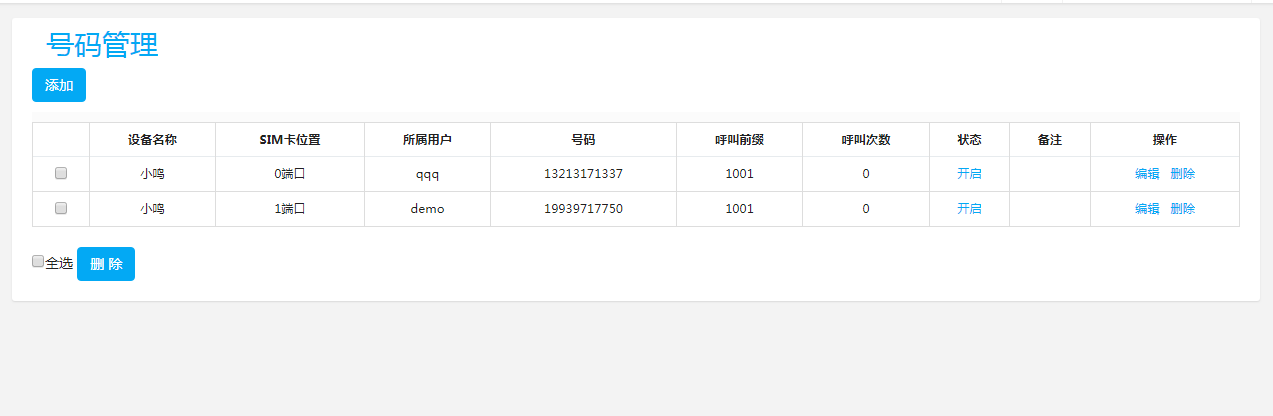 号码管理
添加
设备名称 SIM卡位置 所属用户 号码 呼叫前缀 呼叫次数 状态 备注 操作
小鸣 0端口 qqq 13213171337 1001 0 开启 编辑 删除
小鸣 1端口 demo 19939717750 1001 0 开启 编辑 删除
全选 删 除